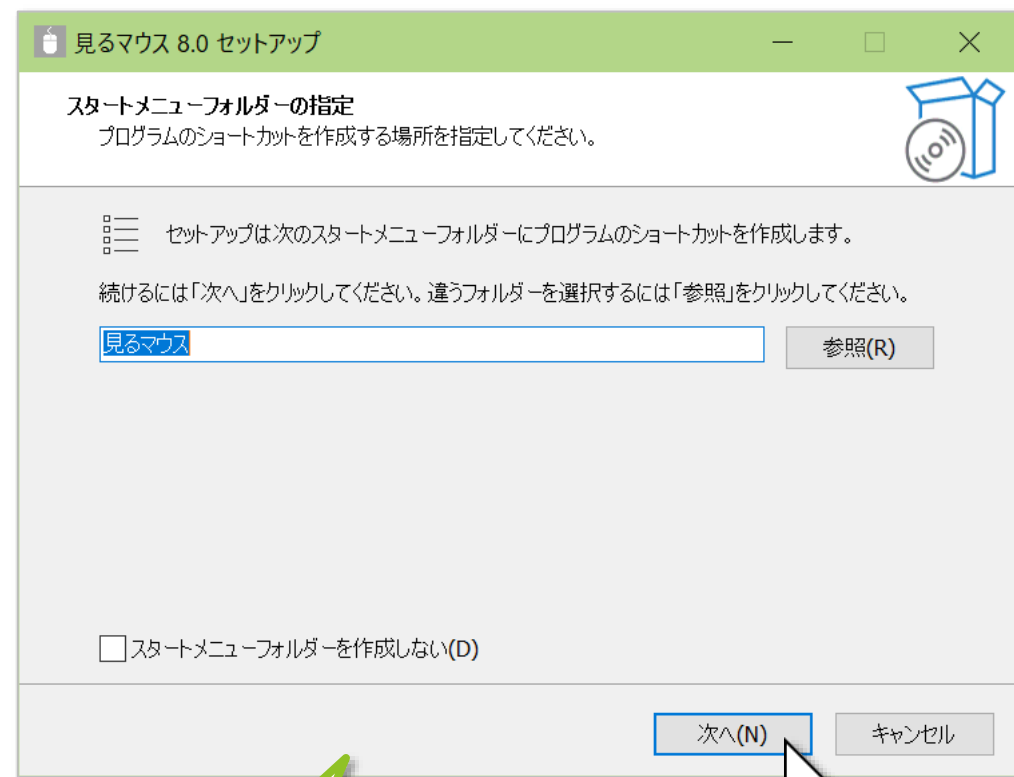 見るマウス 8.0 セットアップ
スタートメニューフォルダーの指定
プログラムのショートカットを作成する場所を指定してください。
セットアップは次のスタートメニューフォルダーにプログラムのショートカットを作成します。
続けるには「次へ」をクリックしてください。違うフォルダーを選択するには「参照」をクリックしてください。
見るマウス
参照(R)
スタートメニューフォルダーを作成しない(D)
次へ(N)
キャンセル